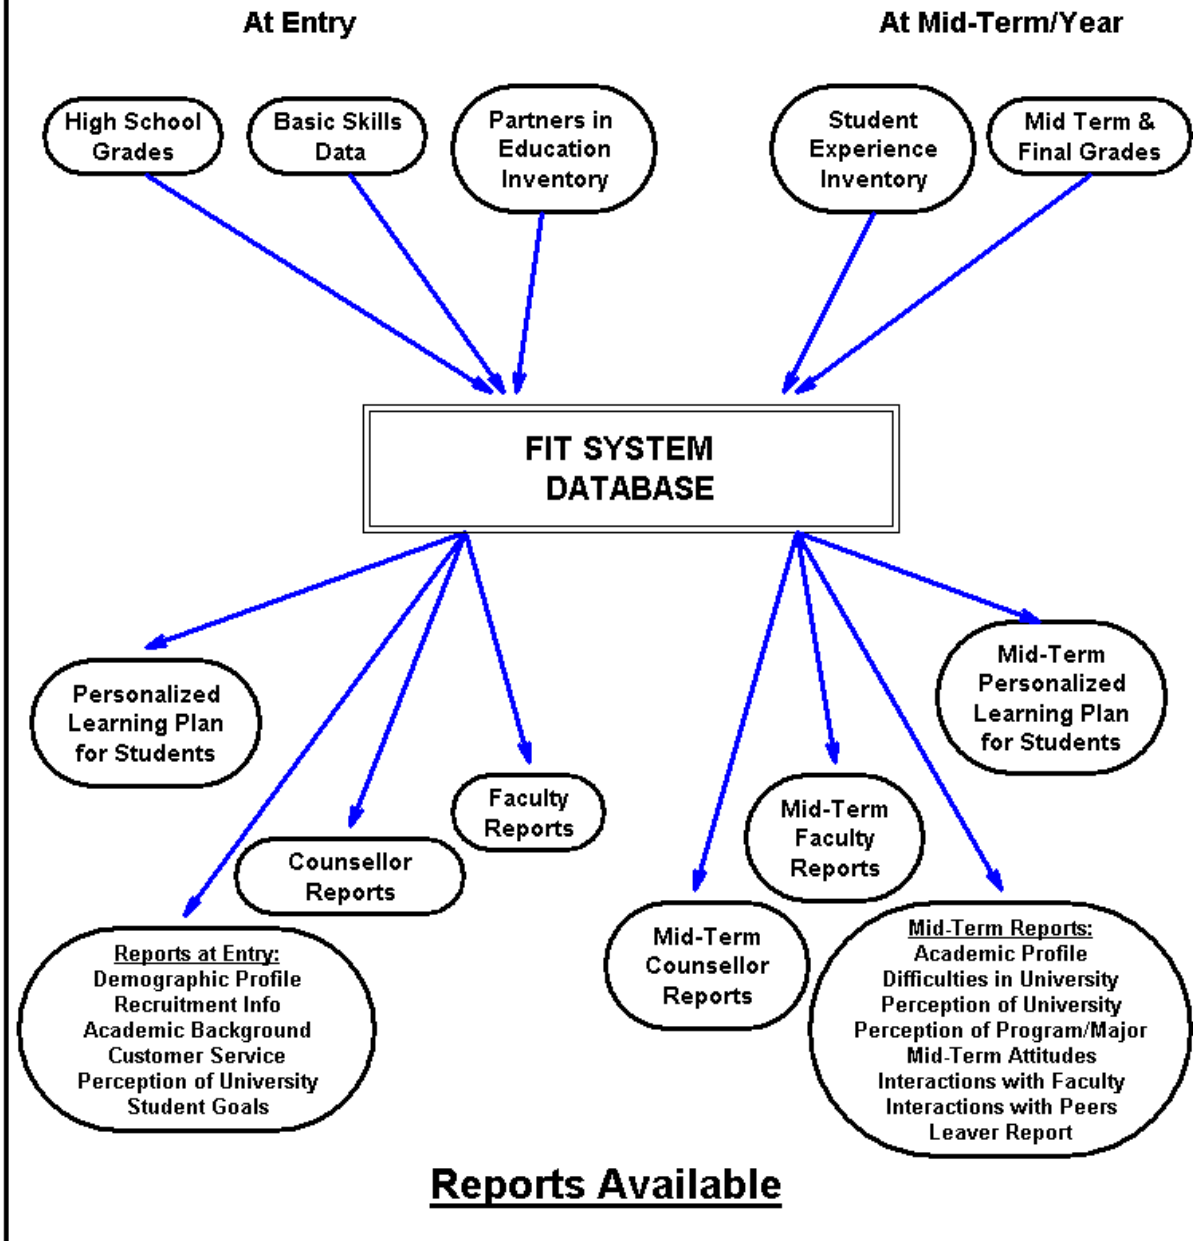 At Entry
At Mid-Term/Year
High School
Grades
Basic Skills
Data
Partners in
Education
Inventory
Student
Experience
Inventory
Mid Term &
Final Grades
FIT SYSTEM
DATABASE
Personalized
Learning Plan
for Students
Mid-Term
Personalized
Learning Plan
for Students
Faculty
Reports
Mid-Term
Faculty
Reports
Counsellor
Reports
Mid-Term
Counsellor
Reports
Reports at Entry:
Demographic Profile
Recruitment Info
Academic Background
Customer Service
Perception of University
Student Goals
Mid-Term Reports:
Academic Profile
Difficulties in University
Perception of University
Perception of Program/Major
Mid-Term Attitudes
Interactions with Faculty
Interactions with Peers
Leaver Report
Reports Available